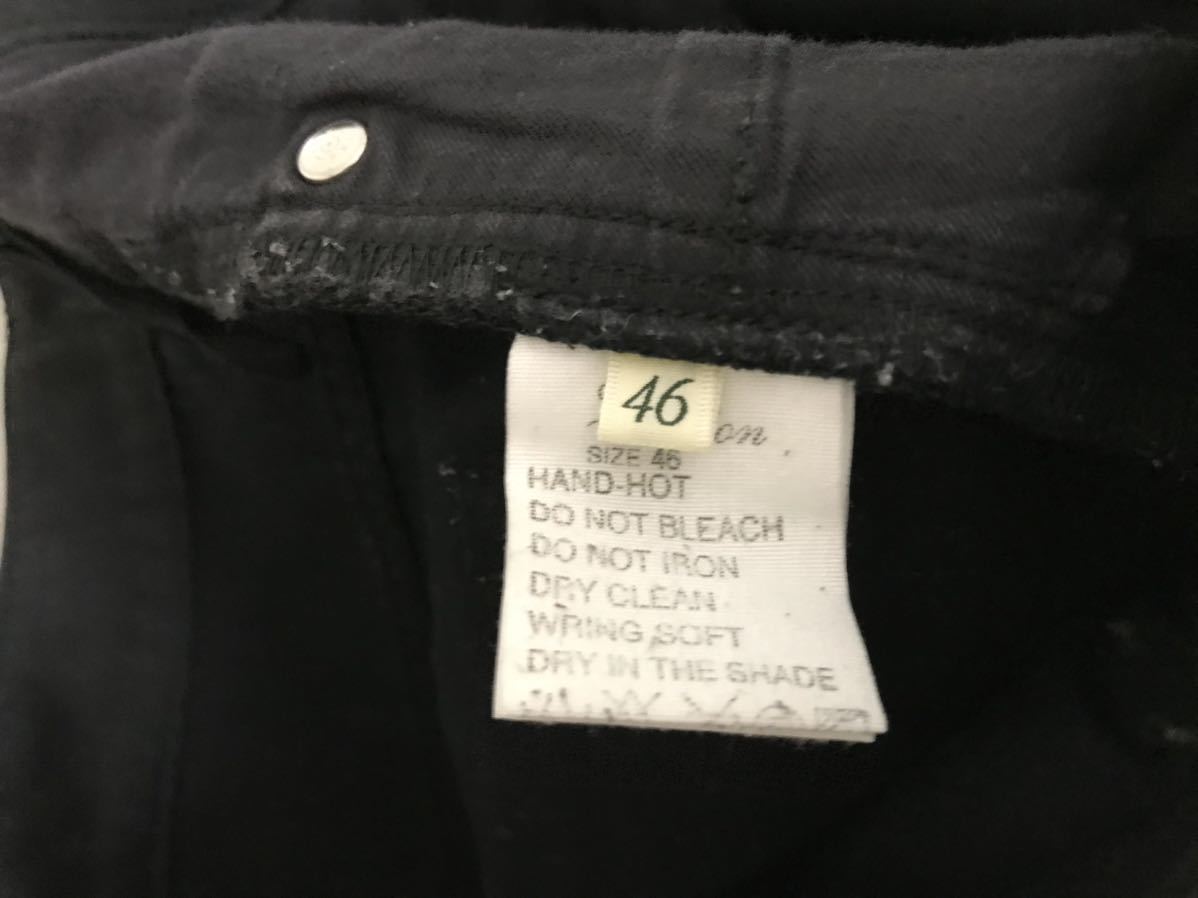 46
on
SIZE 46
HAND-HOT
DO NOT BLEACH
DO NOT IRON
DRY CLEAN
WRING SOFT
DRY IN THE SHADE